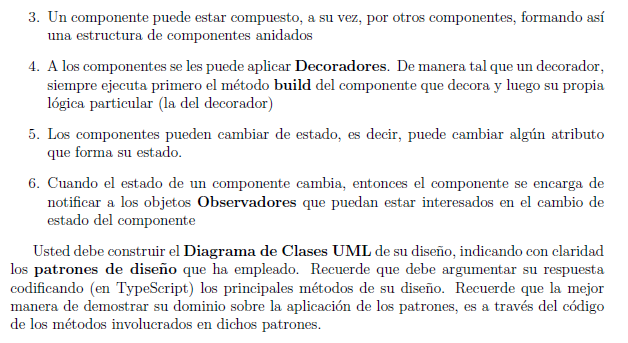 3. Un componente puede estar compuesto, a su vez, por otros componentes, formando así
una estructura de componentes anidados
4. A los componentes se les puede aplicar Decoradores. De manera tal que un decorador,
siempre ejecuta primero el método build del componente que decora y luego su propia
lógica particular (la del decorador)
5. Los componentes pueden cambiar de estado, es decir, puede cambiar algún atributo
que forma su estado.
6. Cuando el estado de un componente cambia, entonces el componente se encarga de
notificar a los objetos Observadores que puedan estar interesados en el cambio de
estado del componente
Usted debe construir el Diagrama de Clases UML de su diseño, indicando con claridad
los patrones de diseño que ha empleado. Recuerde que debe argumentar su respuesta
codificando (en TypeScript) los principales métodos de su diseño. Recuerde que la mejor
manera de demostrar su dominio sobre la aplicación de los patrones, es a través del código
de los métodos involucrados en dichos patrones.